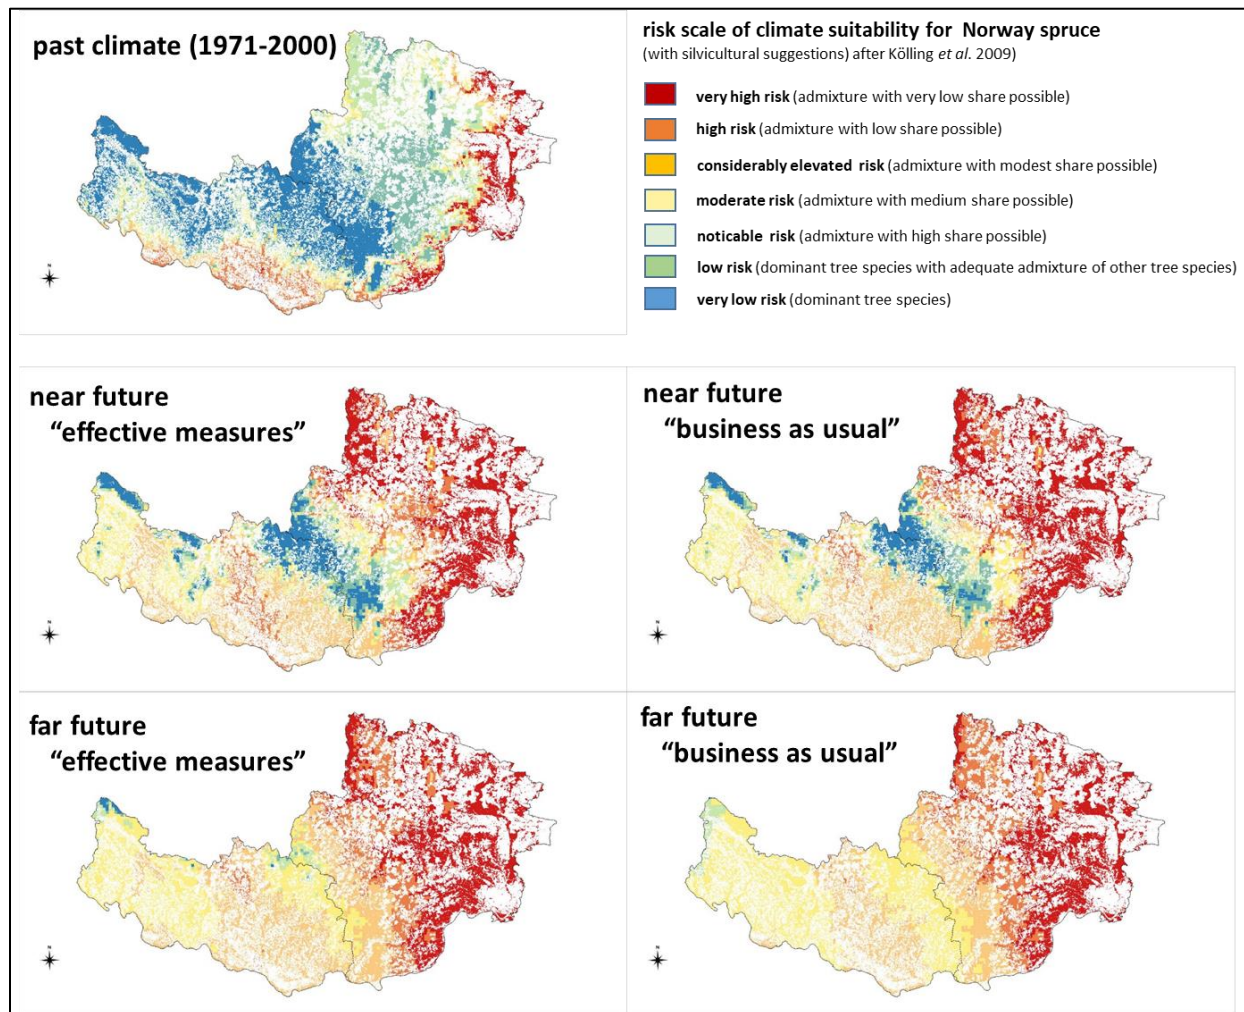 past climate (1971-2000)
risk scale of climate suitability for Norway spruce
(with silvicultural suggestions) after Kölling et al. 2009)
very high risk (admixture with very low share possible)
high risk (admixture with low share possible)
considerably elevated risk (admixture with modest share possible)
moderate risk (admixture with medium share possible)
noticable risk (admixture with high share possible)
low risk (dominant tree species with adequate admixture of other tree species)
very low risk (dominant tree species)
near future
“effective measures”
near future
“business as usual”
far future
“effective measures”
far future
“business as usual”